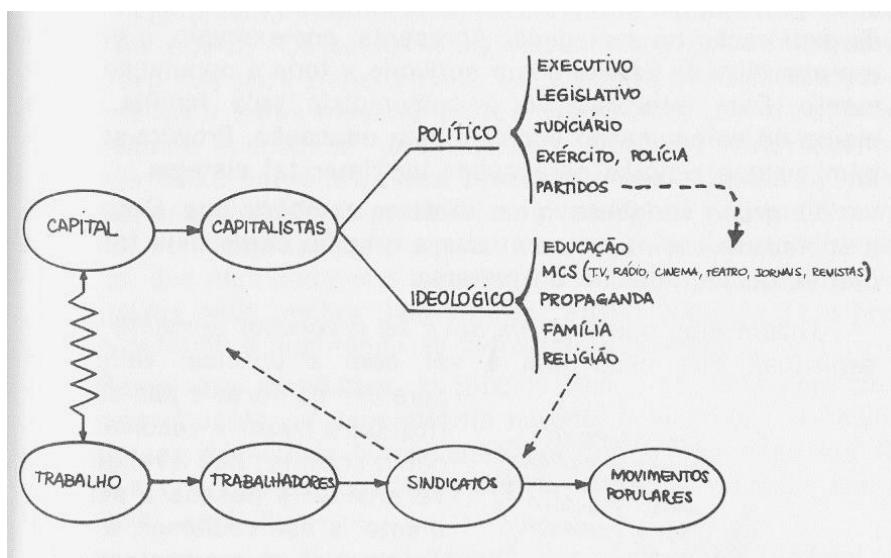 EXECUTIVO
LEGISLATIVO
POLÍTICO
JUDICIÁRIO
EXÉRCITO, POLÍCIA
PARTIDOS
CAPITAL
CAPITALISTAS
EDUCAÇÃO
MCS (TV, RÁDIO, CINEMA, TEATRO, JORNAIS, REVISTAS)
IDEOLÓGICO
PROPAGANDA
FAMÍLIA
RELIGIÃO
TRABALHO
TRABALHADORES
SINDICATOS
MOVIMENTOS
POPULARES